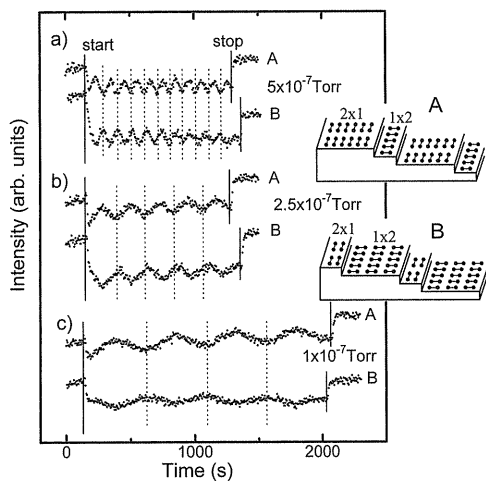 a)
start
stop
A
5x10⁻⁷Torr
B
b)
A
2.5x10⁻⁷Torr
B
c)
A
1x10⁻⁷Torr
B
Intensity (arb. units)
0
1000
2000
Time (s)
A
2x1
1x2
B
2x1
1x2